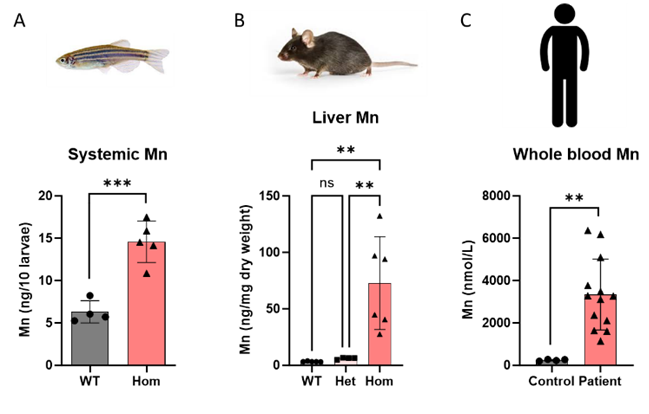 A
B
C
Systemic Mn
***
Mn (ng/10 larvae)
20
15
10
5
0
WT
Hom
Liver Mn
**
ns
**
Mn (ng/mg dry weight)
150
100
50
0
WT
Het
Hom
Whole blood Mn
**
Mn (nmol/L)
8000
6000
4000
2000
0
Control
Patient